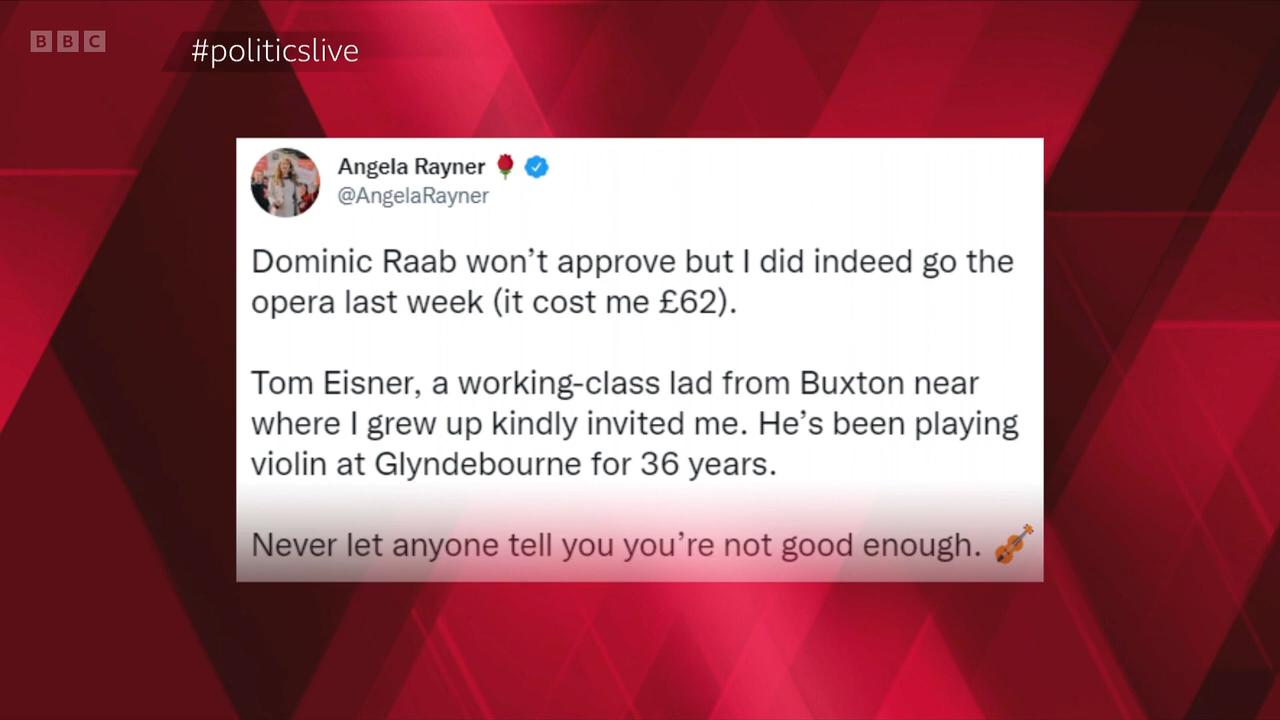 BBC
#politicslive
Angela Rayner 🌹
@AngelaRayner
Dominic Raab won’t approve but I did indeed go the
opera last week (it cost me £62).
Tom Eisner, a working-class lad from Buxton near
where I grew up kindly invited me. He’s been playing
violin at Glyndebourne for 36 years.
Never let anyone tell you you’re not good enough. 🎻